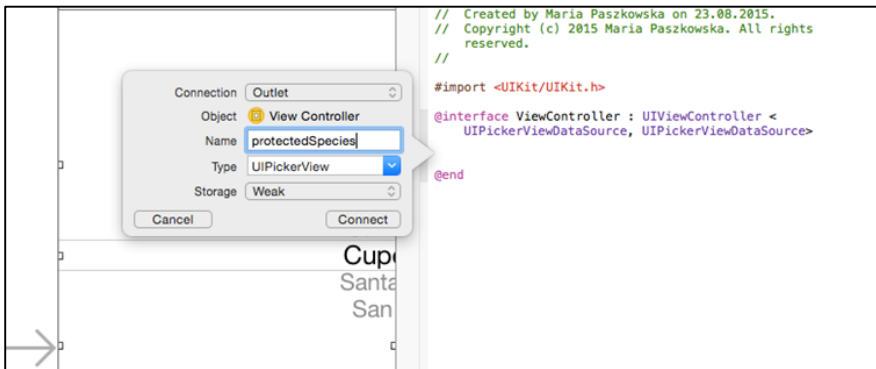 //  Created by Maria Paszkowska on 23.08.2015.
//  Copyright (c) 2015 Maria Paszkowska. All rights
reserved.
//
#import <UIKit/UIKit.h>
@interface ViewController : UIViewController <
UIPickerViewDataSource, UIPickerViewDataSource>
@end
Connection Outlet
Object View Controller
Name protectedSpecies
Type UIPickerView
Storage Weak
Cancel Connect
Cupe
Santa
San